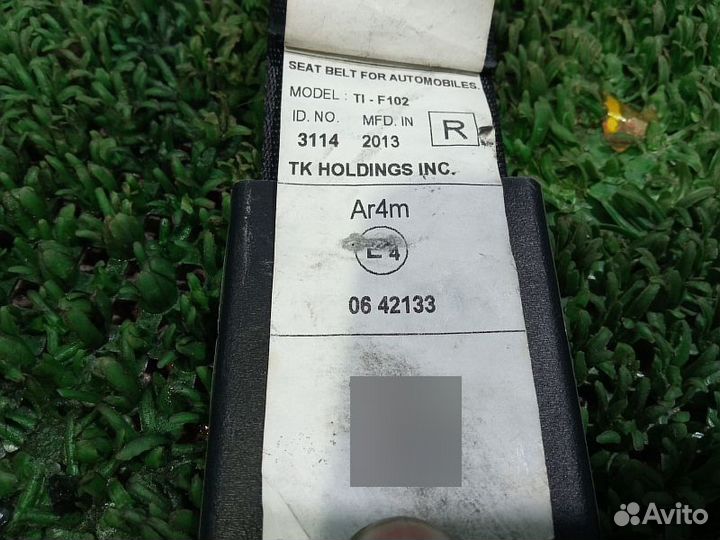 SEAT BELT FOR AUTOMOBILES.
MODEL : TI - F102
ID. NO. MFD. IN R
3114 2013
TK HOLDINGS INC.
Ar4m
E4
06 42133
Avito